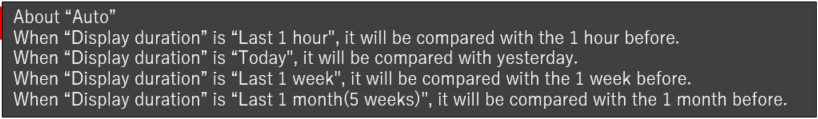 About “Auto”
When “Display duration” is “Last 1 hour", it will be compared with the 1 hour before.
When “Display duration” is “Today", it will be compared with yesterday.
When “Display duration” is “Last 1 week", it will be compared with the 1 week before.
When “Display duration” is “Last 1 month(5 weeks)", it will be compared with the 1 month before.